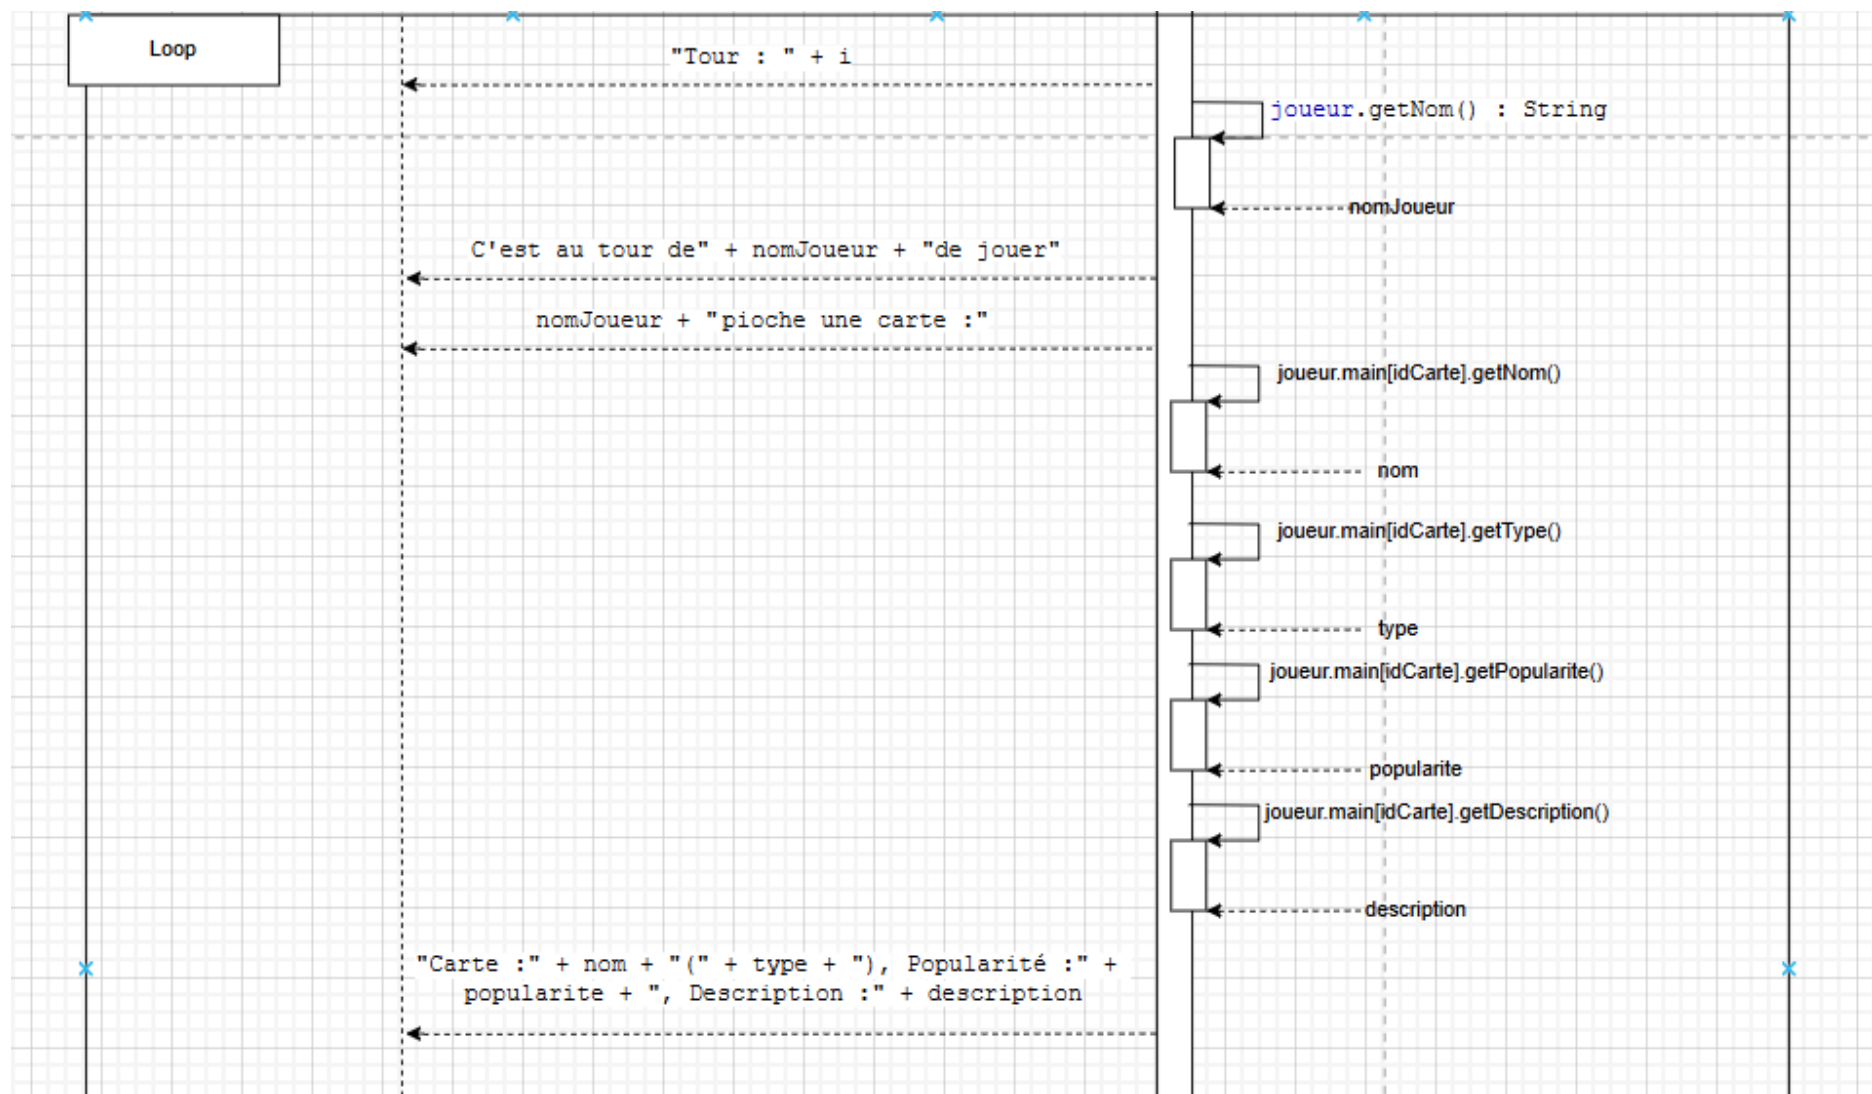 Loop
"Tour : " + i
joueur.getNom() : String
nomJoueur
C'est au tour de" + nomJoueur + "de jouer"
nomJoueur + "pioche une carte :"
joueur.main[idCarte].getNom()
nom
joueur.main[idCarte].getType()
type
joueur.main[idCarte].getPopularite()
popularite
joueur.main[idCarte].getDescription()
description
"Carte :" + nom + "(" + type + "), Popularité :" +
popularite + ", Description :" + description